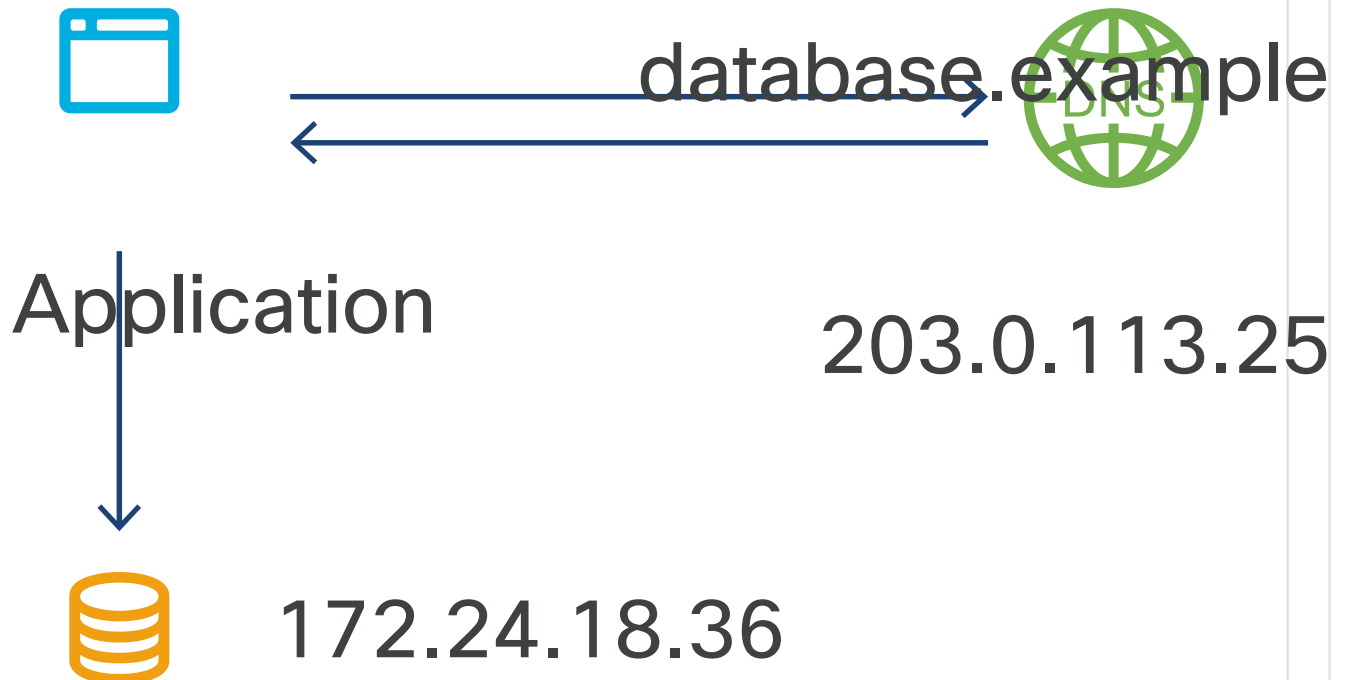 database.example
DNS
Application
203.0.113.25
172.24.18.36